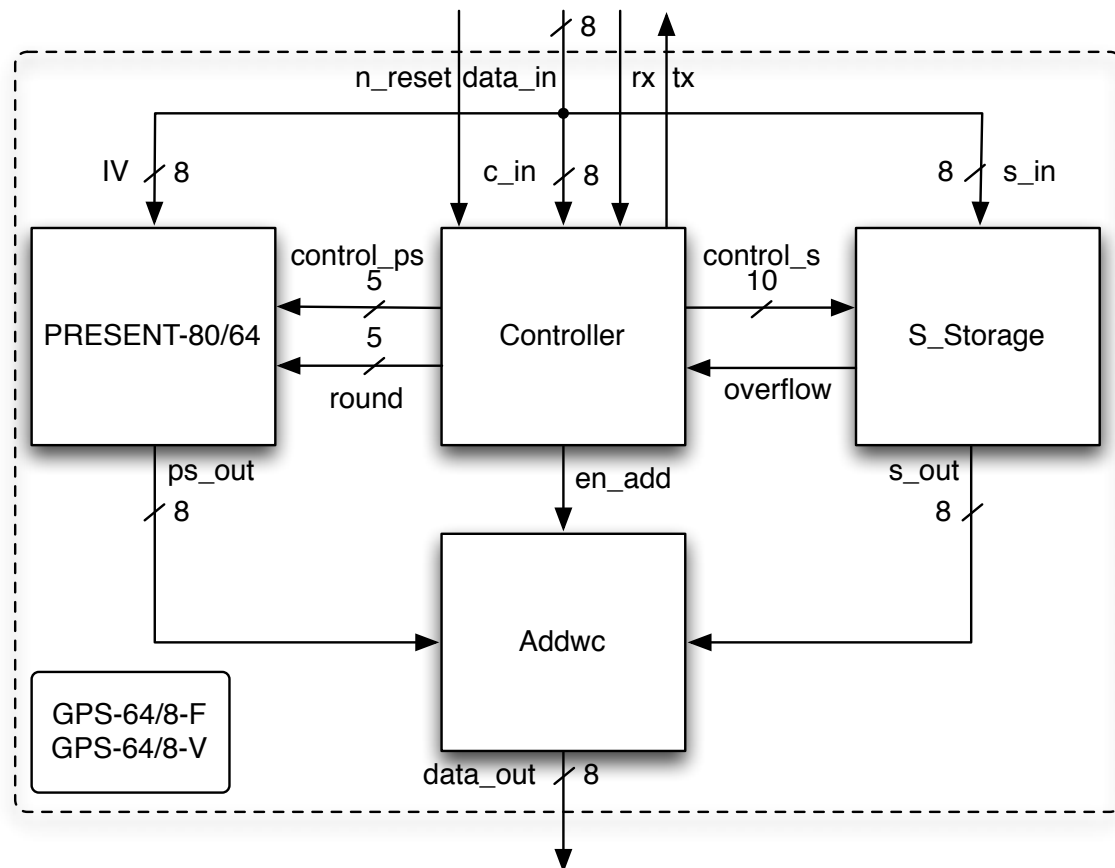 8
n_reset data_in rx tx
IV 8 c_in 8 8 s_in
control_ps control_s
5 10
PRESENT-80/64 Controller S_Storage
5
round overflow
ps_out en_add s_out
8 8
Addwc
GPS-64/8-F
GPS-64/8-V
data_out 8